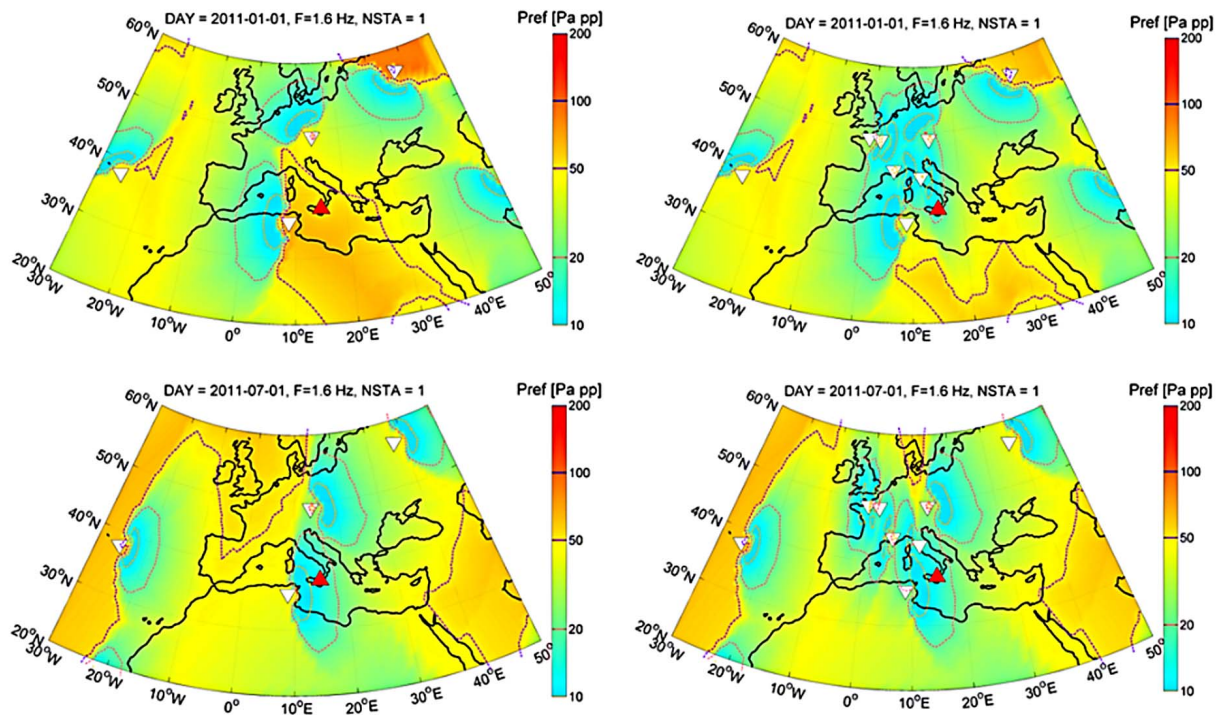 DAY = 2011-01-01, F=1.6 Hz, NSTA = 1
Pref [Pa pp]
60°N
50°N
40°N
30°N
20°N
30°W
20°W
10°W
0°
10°E
20°E
30°E
40°E
50°
200
100
50
20
10
DAY = 2011-01-01, F=1.6 Hz, NSTA = 1
Pref [Pa pp]
60°N
50°N
40°N
30°N
20°N
30°W
20°W
10°W
0°
10°E
20°E
30°E
40°E
50°
200
100
50
20
10
DAY = 2011-07-01, F=1.6 Hz, NSTA = 1
Pref [Pa pp]
60°N
50°N
40°N
30°N
20°N
30°W
20°W
10°W
0°
10°E
20°E
30°E
40°E
50°
200
100
50
20
10
DAY = 2011-07-01, F=1.6 Hz, NSTA = 1
Pref [Pa pp]
60°N
50°N
40°N
30°N
20°N
30°W
20°W
10°W
0°
10°E
20°E
30°E
40°E
50°
200
100
50
20
10